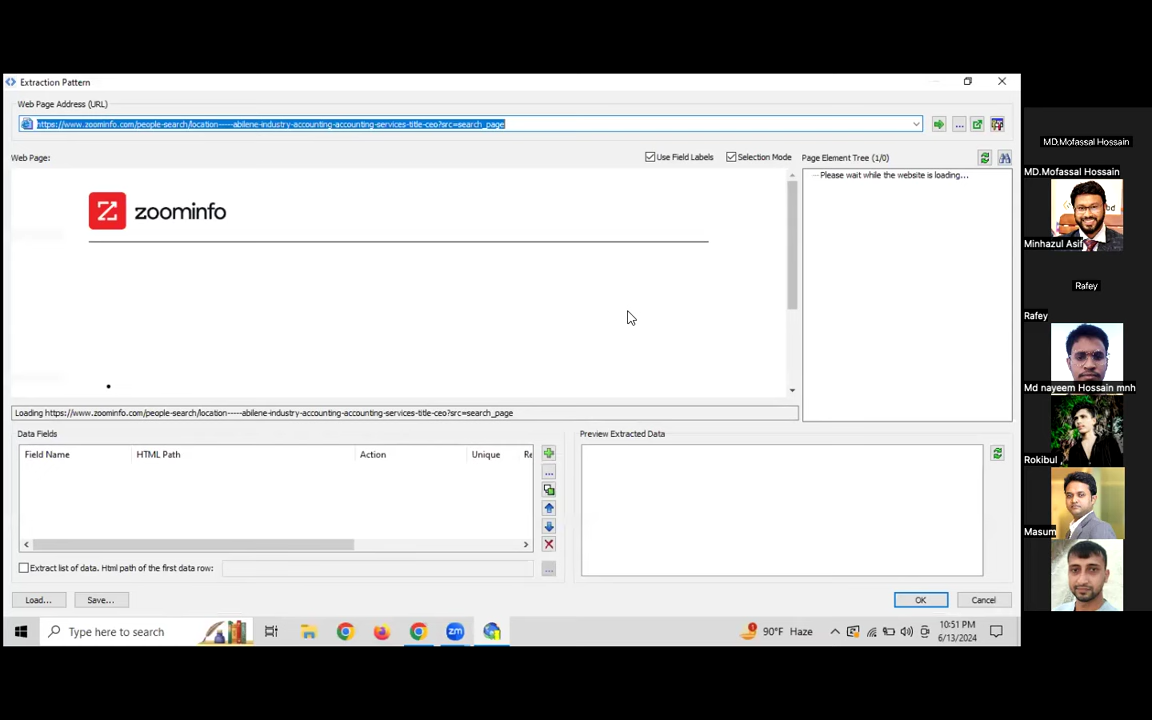 Extraction Pattern
Web Page Address (URL)
https://www.zoominfo.com/people-search/location-----abilene-industry-accounting-accounting-services-title-ceo?src=search_page
Web Page:
Use Field Labels
Selection Mode
Page Element Tree (1/0)
Please wait while the website is loading...
zoominfo
Loading https://www.zoominfo.com/people-search/location-----abilene-industry-accounting-accounting-services-title-ceo?src=search_page
Data Fields
Field Name HTML Path Action Unique Re
Extract list of data. Html path of the first data row:
Preview Extracted Data
Load... Save... OK Cancel
Type here to search
zm
90°F Haze
10:51 PM
6/13/2024
MD.Mofassal Hossain
MD.Mofassal Hossain
Minhazul Asif
Rafey
Rafey
Md nayeem Hossain mnh
Rokibul
Masum